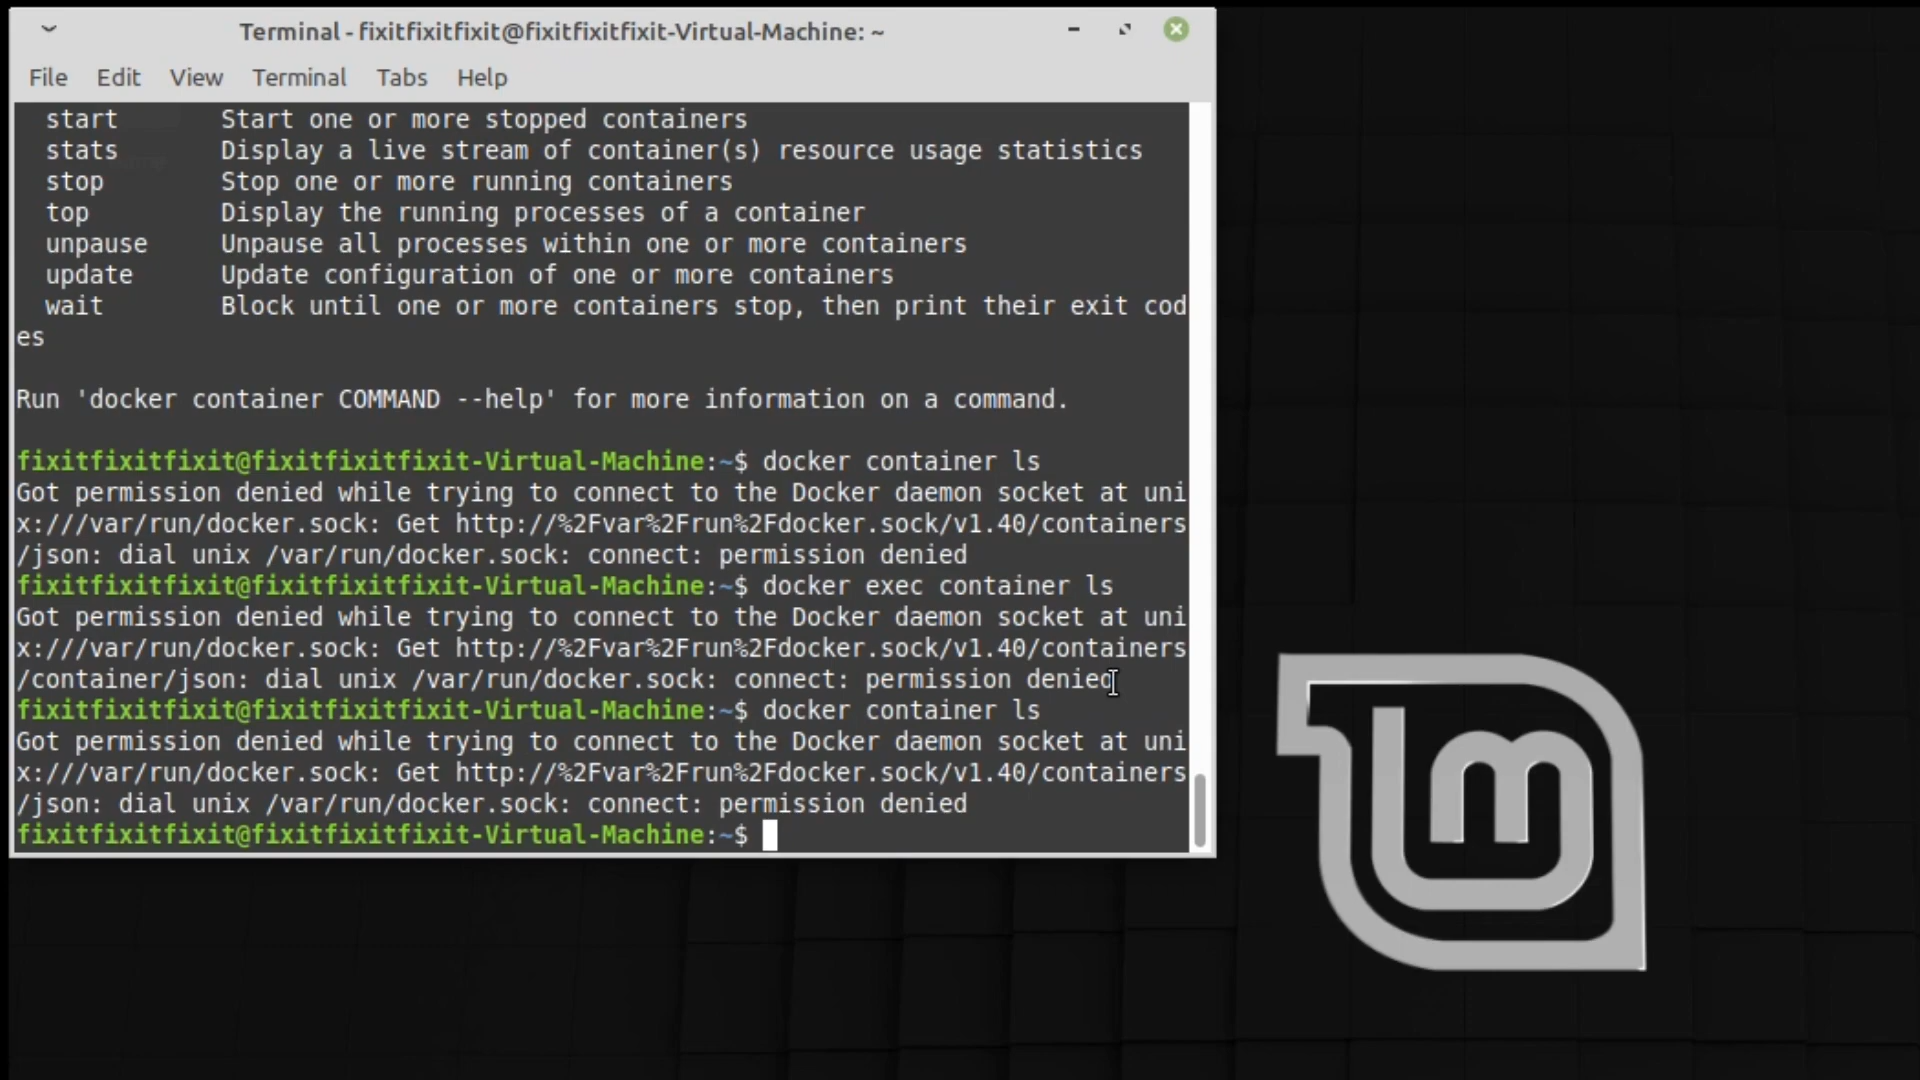 Terminal - fixitfixitfixit@fixitfixitfixit-Virtual-Machine: ~
File Edit View Terminal Tabs Help
start Start one or more stopped containers
stats Display a live stream of container(s) resource usage statistics
stop Stop one or more running containers
top Display the running processes of a container
unpause Unpause all processes within one or more containers
update Update configuration of one or more containers
wait Block until one or more containers stop, then print their exit cod
es
Run 'docker container COMMAND --help' for more information on a command.
fixitfixitfixit@fixitfixitfixit-Virtual-Machine:~$ docker container ls
Got permission denied while trying to connect to the Docker daemon socket at uni
x:///var/run/docker.sock: Get http://%2Fvar%2Frun%2Fdocker.sock/v1.40/containers
/json: dial unix /var/run/docker.sock: connect: permission denied
fixitfixitfixit@fixitfixitfixit-Virtual-Machine:~$ docker exec container ls
Got permission denied while trying to connect to the Docker daemon socket at uni
x:///var/run/docker.sock: Get http://%2Fvar%2Frun%2Fdocker.sock/v1.40/containers
/container/json: dial unix /var/run/docker.sock: connect: permission denied
fixitfixitfixit@fixitfixitfixit-Virtual-Machine:~$ docker container ls
Got permission denied while trying to connect to the Docker daemon socket at uni
x:///var/run/docker.sock: Get http://%2Fvar%2Frun%2Fdocker.sock/v1.40/containers
/json: dial unix /var/run/docker.sock: connect: permission denied
fixitfixitfixit@fixitfixitfixit-Virtual-Machine:~$